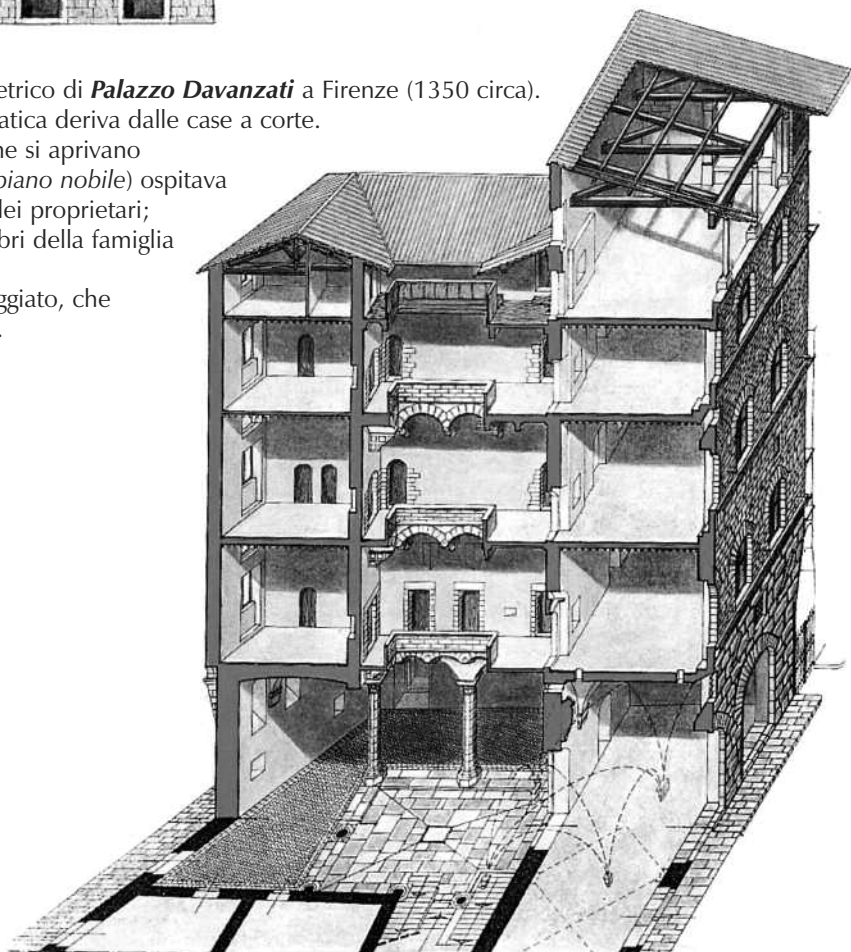 etrico di Palazzo Davanzati a Firenze (1350 circa).
atica deriva dalle case a corte.
ne si aprivano
piano nobile) ospitava
dei proprietari;
bri della famiglia
ggiato, che
.